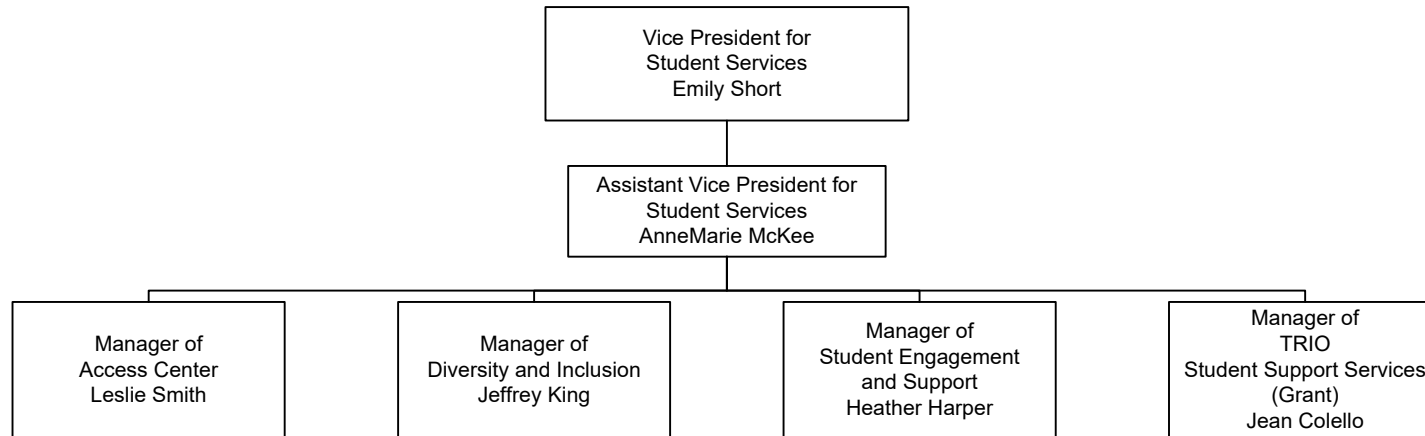 Vice President for
Student Services
Emily Short
Assistant Vice President for
Student Services
AnneMarie McKee
Manager of
Access Center
Leslie Smith
Manager of
Diversity and Inclusion
Jeffrey King
Manager of
Student Engagement
and Support
Heather Harper
Manager of
TRIO
Student Support Services
(Grant)
Jean Colello